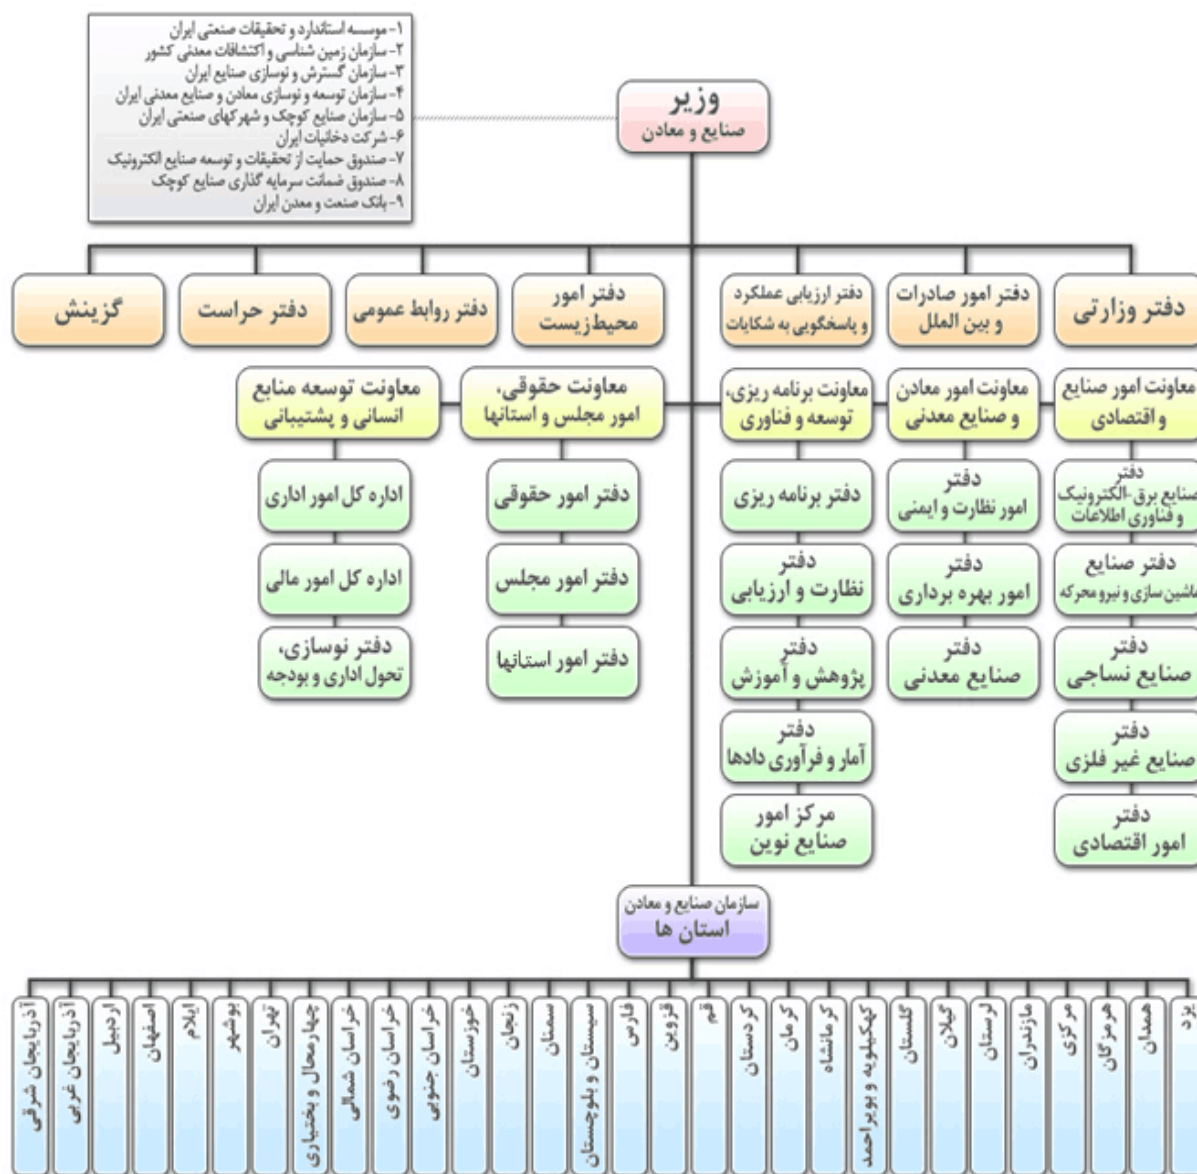 ۱- موسسه استاندارد و تحقیقات صنعتی ایران
۲- سازمان زمین شناسی و اکتشافات معدنی کشور
۳- سازمان گسترش و نوسازی صنایع ایران
۴- سازمان توسعه و نوسازی معادن و صنایع معدنی ایران
۵- سازمان صنایع کوچک و شهرکهای صنعتی ایران
۶- شرکت دخانیات ایران
۷- صندوق حمایت از تحقیقات و توسعه صنایع الکترونیک
۸- صندوق ضمانت سرمایه گذاری صنایع کوچک
۹- بانک صنعت و معدن ایران
وزیر
صنایع و معادن
دفتر وزارتی
دفتر امور صادرات
و بین الملل
دفتر ارزیابی عملکرد
و پاسخگویی به شکایات
دفتر امور
محیط‌زیست
دفتر روابط عمومی
دفتر حراست
گزینش
معاونت امور صنایع
و اقتصادی
معاونت امور معادن
و صنایع معدنی
معاونت برنامه ریزی،
توسعه و فناوری
معاونت حقوقی،
امور مجلس و استانها
معاونت توسعه منابع
انسانی و پشتیبانی
دفتر
صنایع برق-الکترونیک
و فناوری اطلاعات
دفتر صنایع
ماشین‌سازی و نیرو محرکه
دفتر
صنایع نساجی
دفتر
صنایع غیر فلزی
دفتر
امور اقتصادی
دفتر
امور نظارت و ایمنی
دفتر
امور بهره برداری
دفتر
صنایع معدنی
دفتر برنامه ریزی
دفتر
نظارت و ارزیابی
دفتر
پژوهش و آموزش
دفتر
آمار و فرآوری دادها
مرکز امور
صنایع نوین
دفتر امور حقوقی
دفتر امور مجلس
دفتر امور استانها
اداره کل امور اداری
اداره کل امور مالی
دفتر نوسازی،
تحول اداری و بودجه
سازمان صنایع و معادن
استان ها
یزد
همدان
هرمزگان
مرکزی
مازندران
لرستان
گیلان
گلستان
کهکیلویه و بویراحمد
کرمانشاه
کرمان
کردستان
قم
قزوین
فارس
سیستان و بلوچستان
سمنان
زنجان
خوزستان
خراسان جنوبی
خراسان رضوی
خراسان شمالی
چهارمحال و بختیاری
تهران
بوشهر
ایلام
اصفهان
اردبیل
آذربایجان غربی
آذربایجان شرقی